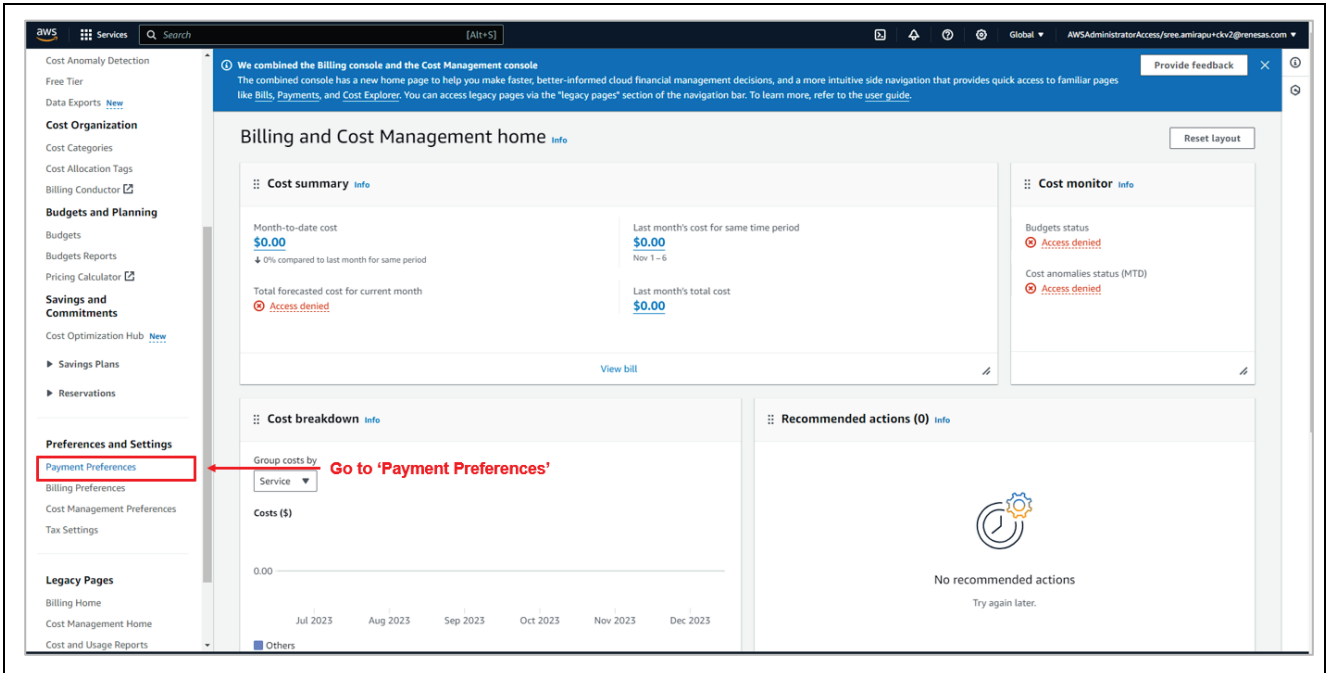 aws
Services
Search
[Alt+S]
Global
AWSAdministratorAccess/sree.amirapu+ckv2@renesas.com
Cost Anomaly Detection
Free Tier
Data Exports New
Cost Organization
Cost Categories
Cost Allocation Tags
Billing Conductor
Budgets and Planning
Budgets
Budgets Reports
Pricing Calculator
Savings and
Commitments
Cost Optimization Hub New
Savings Plans
Reservations
Preferences and Settings
Payment Preferences
Billing Preferences
Cost Management Preferences
Tax Settings
Legacy Pages
Billing Home
Cost Management Home
Cost and Usage Reports
We combined the Billing console and the Cost Management console
The combined console has a new home page to help you make faster, better-informed cloud financial management decisions, and a more intuitive side navigation that provides quick access to familiar pages
like Bills, Payments, and Cost Explorer. You can access legacy pages via the "legacy pages" section of the navigation bar. To learn more, refer to the user guide.
Provide feedback
Billing and Cost Management home Info
Reset layout
Cost summary Info
Month-to-date cost
$0.00
0% compared to last month for same period
Last month's cost for same time period
$0.00
Nov 1 – 6
Total forecasted cost for current month
Access denied
Last month's total cost
$0.00
View bill
Cost monitor Info
Budgets status
Access denied
Cost anomalies status (MTD)
Access denied
Cost breakdown Info
Group costs by
Service
Go to ‘Payment Preferences’
Costs ($)
0.00
Jul 2023 Aug 2023 Sep 2023 Oct 2023 Nov 2023 Dec 2023
Others
Recommended actions (0) Info
No recommended actions
Try again later.